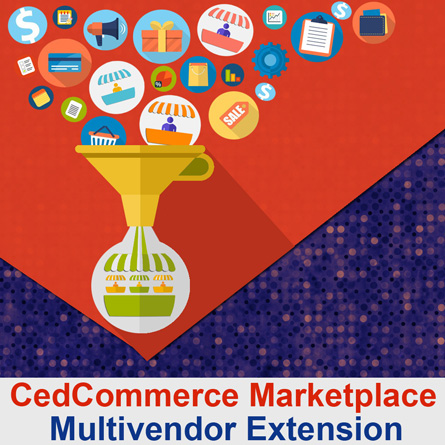 $
$
%
SALE
$
CedCommerce Marketplace
Multivendor Extension